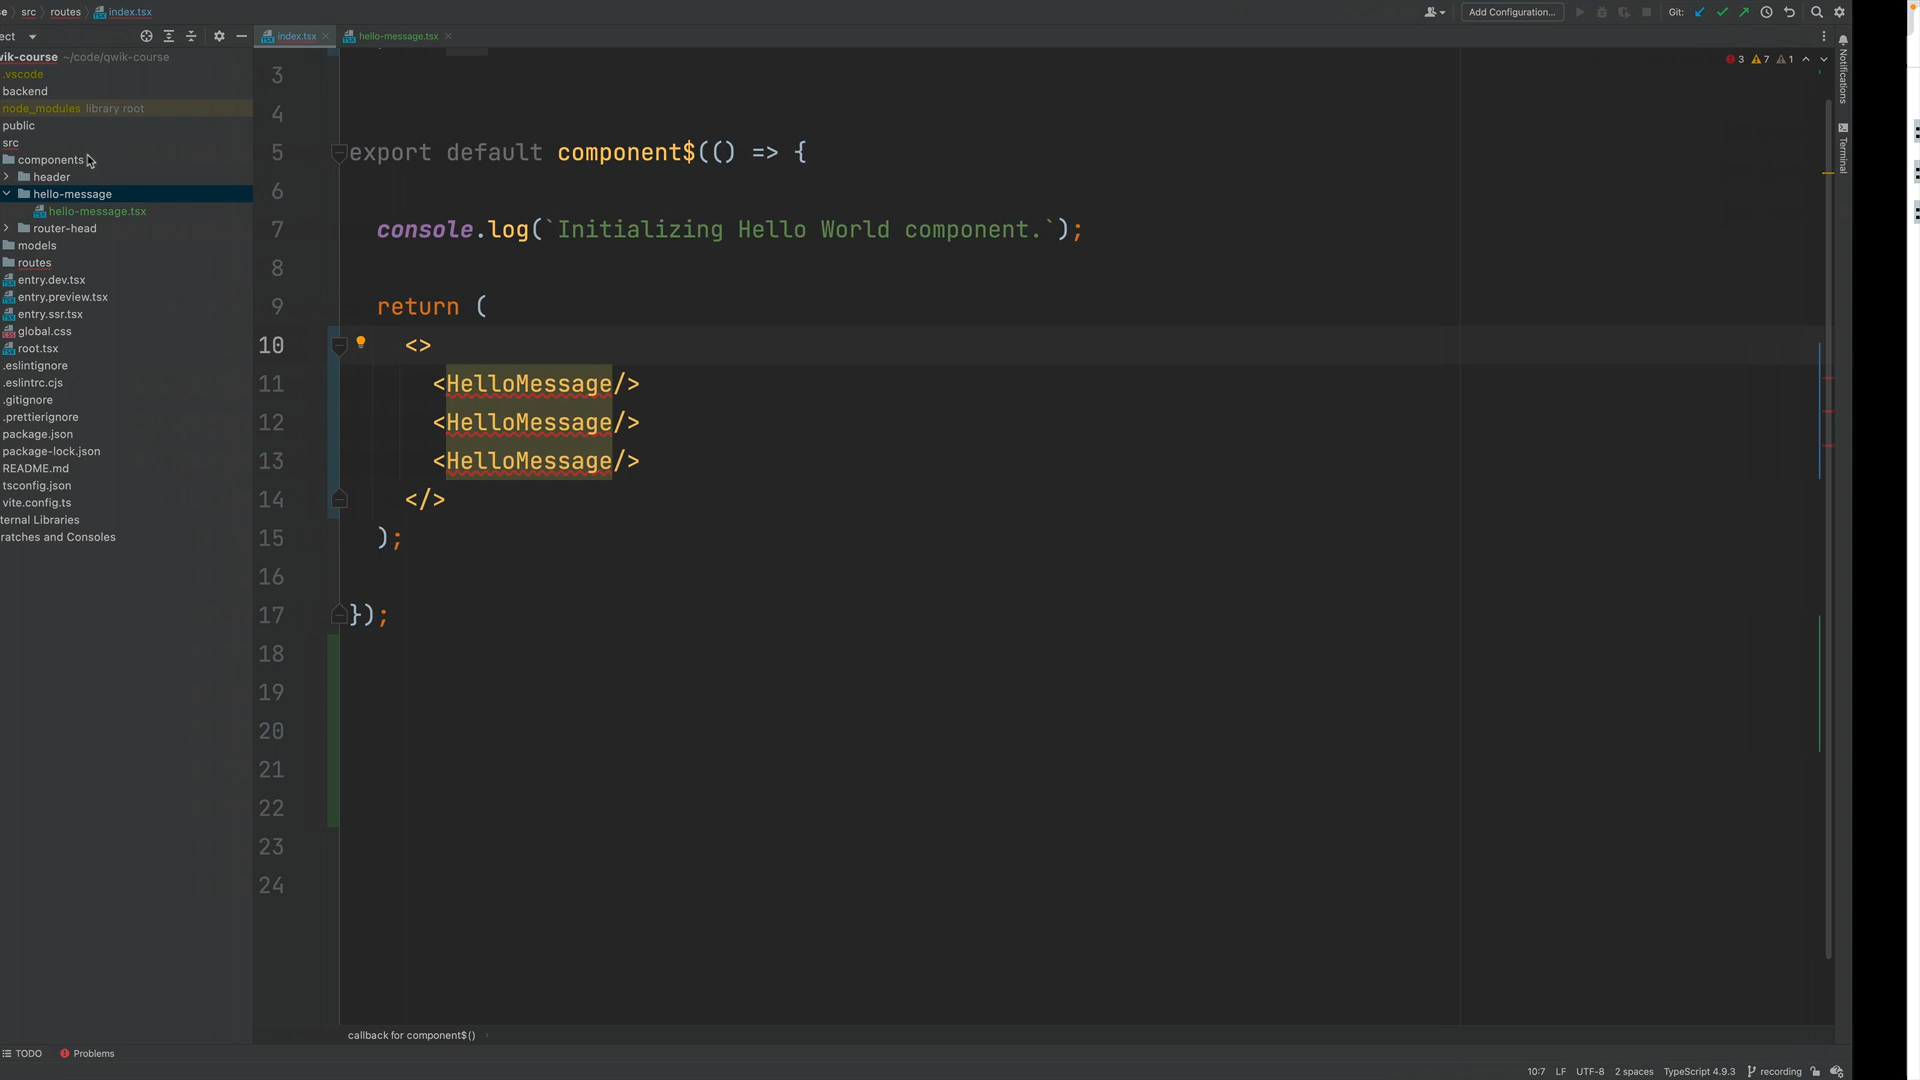 e > src > routes > index.tsx
Add Configuration...
Git:
ect
index.tsx
hello-message.tsx
wik-course ~/code/qwik-course
.vscode
backend
node_modules library root
public
src
components
header
hello-message
hello-message.tsx
router-head
models
routes
entry.dev.tsx
entry.preview.tsx
entry.ssr.tsx
global.css
root.tsx
.eslintignore
.eslintrc.cjs
.gitignore
.prettierignore
package.json
package-lock.json
README.md
tsconfig.json
vite.config.ts
ternal Libraries
ratches and Consoles
3
4
5 export default component$(() => {
6
7 console.log(`Initializing Hello World component.`);
8
9 return (
10 <>
11 <HelloMessage/>
12 <HelloMessage/>
13 <HelloMessage/>
14 </>
15 );
16
17 });
18
19
20
21
22
23
24
3 7 1
Notifications
Terminal
callback for component$()
TODO Problems
10:7 LF UTF-8 2 spaces TypeScript 4.9.3 recording